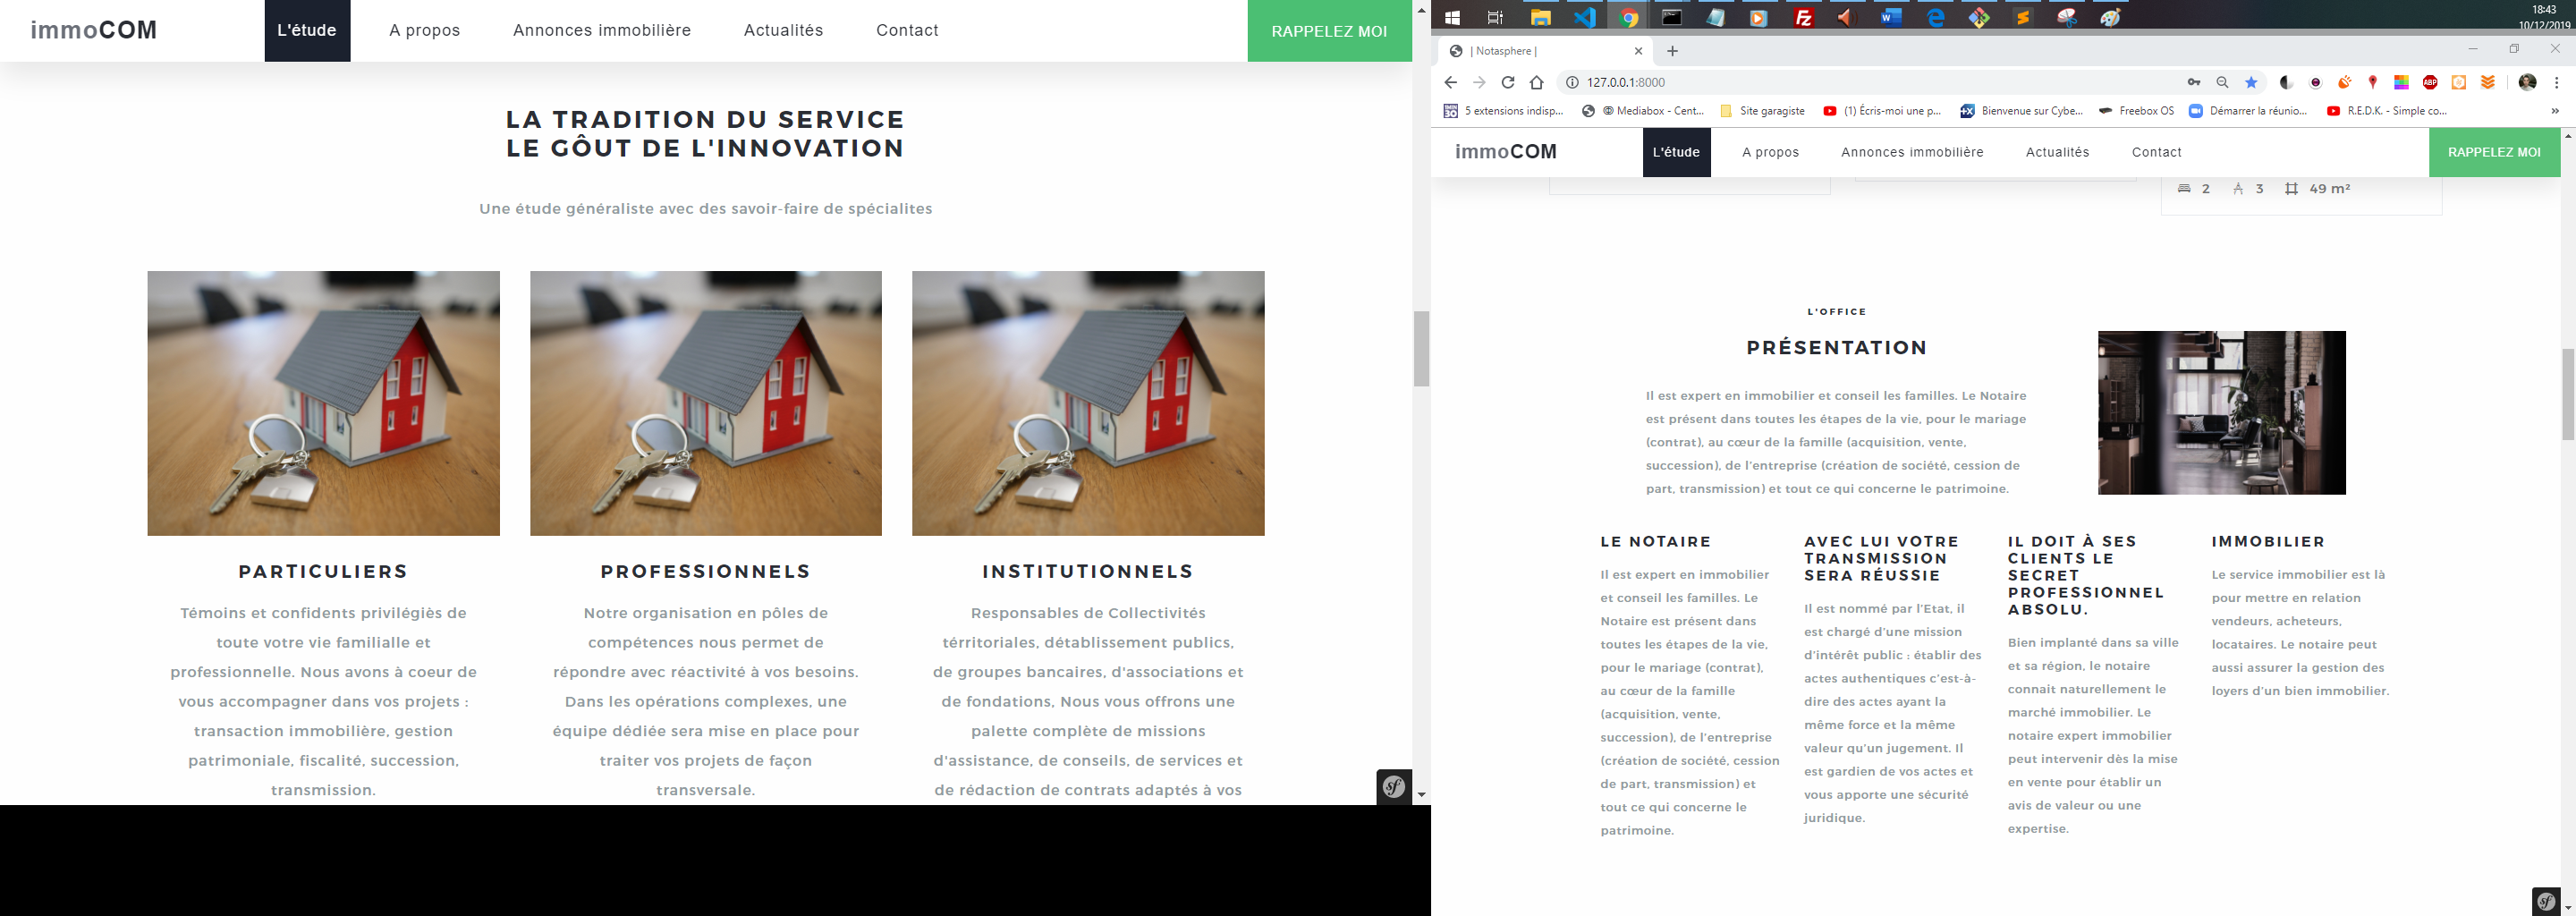 immoCOM
L'étude
A propos
Annonces immobilière
Actualités
Contact
RAPPELEZ MOI
LA TRADITION DU SERVICE
LE GÔUT DE L'INNOVATION
Une étude généraliste avec des savoir-faire de spécialites
PARTICULIERS
Témoins et confidents privilégiès de
toute votre vie familialle et
professionnelle. Nous avons à coeur de
vous accompagner dans vos projets :
transaction immobilière, gestion
patrimoniale, fiscalité, succession,
transmission.
PROFESSIONNELS
Notre organisation en pôles de
compétences nous permet de
répondre avec réactivité à vos besoins.
Dans les opérations complexes, une
équipe dédiée sera mise en place pour
traiter vos projets de façon
transversale.
INSTITUTIONNELS
Responsables de Collectivités
térritoriales, détablissement publics,
de groupes bancaires, d'associations et
de fondations, Nous vous offrons une
palette complète de missions
d'assistance, de conseils, de services et
de rédaction de contrats adaptés à vos
sf
18:43
10/12/2019
| Notasphere |
127.0.0.1:8000
ABP
5 extensions indisp...
Mediabox - Cent...
Site garagiste
(1) Écris-moi une p...
Bienvenue sur Cybe...
Freebox OS
Démarrer la réunio...
R.E.D.K. - Simple co...
»
immoCOM
L'étude
A propos
Annonces immobilière
Actualités
Contact
RAPPELEZ MOI
2 3 49 m²
L'OFFICE
PRÉSENTATION
Il est expert en immobilier et conseil les familles. Le Notaire
est présent dans toutes les étapes de la vie, pour le mariage
(contrat), au cœur de la famille (acquisition, vente,
succession), de l'entreprise (création de société, cession de
part, transmission) et tout ce qui concerne le patrimoine.
LE NOTAIRE
Il est expert en immobilier
et conseil les familles. Le
Notaire est présent dans
toutes les étapes de la vie,
pour le mariage (contrat),
au cœur de la famille
(acquisition, vente,
succession), de l'entreprise
(création de société, cession
de part, transmission) et
tout ce qui concerne le
patrimoine.
AVEC LUI VOTRE
TRANSMISSION
SERA RÉUSSIE
Il est nommé par l'Etat, il
est chargé d'une mission
d'intérêt public : établir des
actes authentiques c'est-à-
dire des actes ayant la
même force et la même
valeur qu'un jugement. Il
est gardien de vos actes et
vous apporte une sécurité
juridique.
IL DOIT À SES
CLIENTS LE
SECRET
PROFESSIONNEL
ABSOLU.
Bien implanté dans sa ville
et sa région, le notaire
connait naturellement le
marché immobilier. Le
notaire expert immobilier
peut intervenir dès la mise
en vente pour établir un
avis de valeur ou une
expertise.
IMMOBILIER
Le service immobilier est là
pour mettre en relation
vendeurs, acheteurs,
locataires. Le notaire peut
aussi assurer la gestion des
loyers d'un bien immobilier.
sf